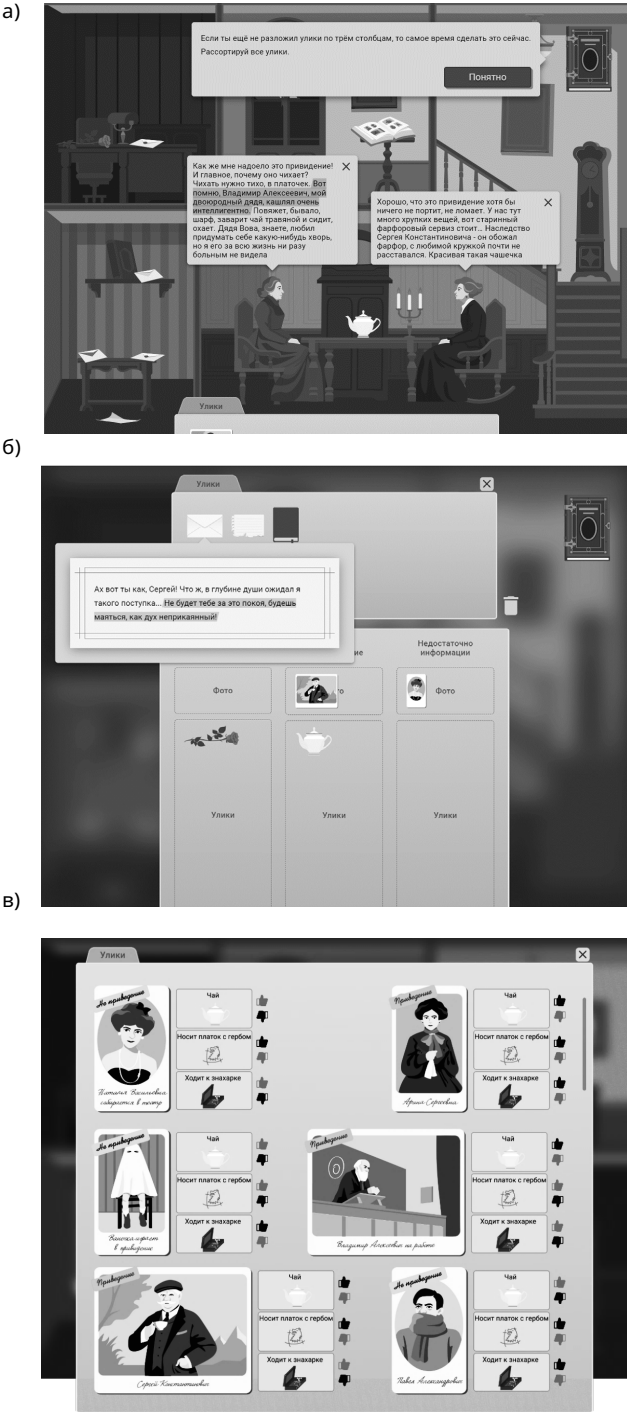 а)
Если ты ещё не разложил улики по трём столбцам, то самое время сделать это сейчас.
Рассортируй все улики.
Понятно
Как же мне надоело это привидение!
И главное, почему оно чихает?
Чихать нужно тихо, в платочек. Вот
помню, Владимир Алексеевич, мой
двоюродный дядя, кашлял очень
интеллигентно. Повяжет, бывало,
шарф, заварит чай травяной и сидит,
охает. Дядя Вова, знаете, любил
придумать себе какую-нибудь хворь,
но я его за всю жизнь ни разу
больным не видела
Хорошо, что это привидение хотя бы
ничего не портит, не ломает. У нас тут
много хрупких вещей, вот старинный
фарфоровый сервиз стоит... Наследство
Сергея Константиновича - он обожал
фарфор, с любимой кружкой почти не
расставался. Красивая такая чашечка
Улики
б)
Улики
Ах вот ты как, Сергей! Что ж, в глубине души ожидал я
такого поступка... Не будет тебе за это покоя, будешь
маяться, как дух неприкаянный!
ие
Недостаточно
информации
Фото
то
Фото
Улики
Улики
Улики
в)
Улики
Не привидение
Чай
Носит платок с гербом
Ходит к знахарке
Наталья Васильевна
собирается в театр
Привидение
Чай
Носит платок с гербом
Ходит к знахарке
Арина Сергеевна
Не привидение
Чай
Носит платок с гербом
Ходит к знахарке
Ванечка играет
в привидение
Привидение
Чай
Носит платок с гербом
Ходит к знахарке
Владимир Алексеевич на работе
Привидение
Чай
Носит платок с гербом
Ходит к знахарке
Сергей Константинович
Не привидение
Чай
Носит платок с гербом
Ходит к знахарке
Павел Александрович